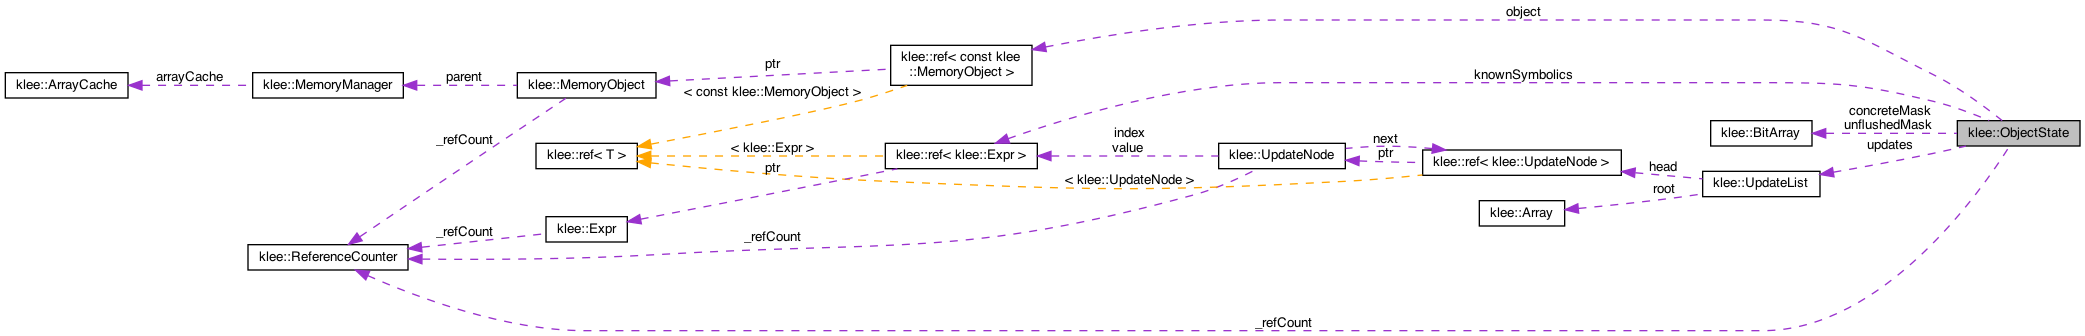 object
klee::ref< const klee
::MemoryObject >
knownSymbolics
ptr
arrayCache
parent
klee::ArrayCache
klee::MemoryManager
klee::MemoryObject
< const klee::MemoryObject >
concreteMask
unflushedMask
klee::BitArray
klee::ObjectState
_refCount
index
value
next
ptr
updates
klee::ref< T >
< klee::Expr >
klee::ref< klee::Expr >
klee::UpdateNode
klee::ref< klee::UpdateNode >
ptr
< klee::UpdateNode >
head
root
klee::UpdateList
klee::Array
klee::Expr
_refCount
_refCount
klee::ReferenceCounter
_refCount